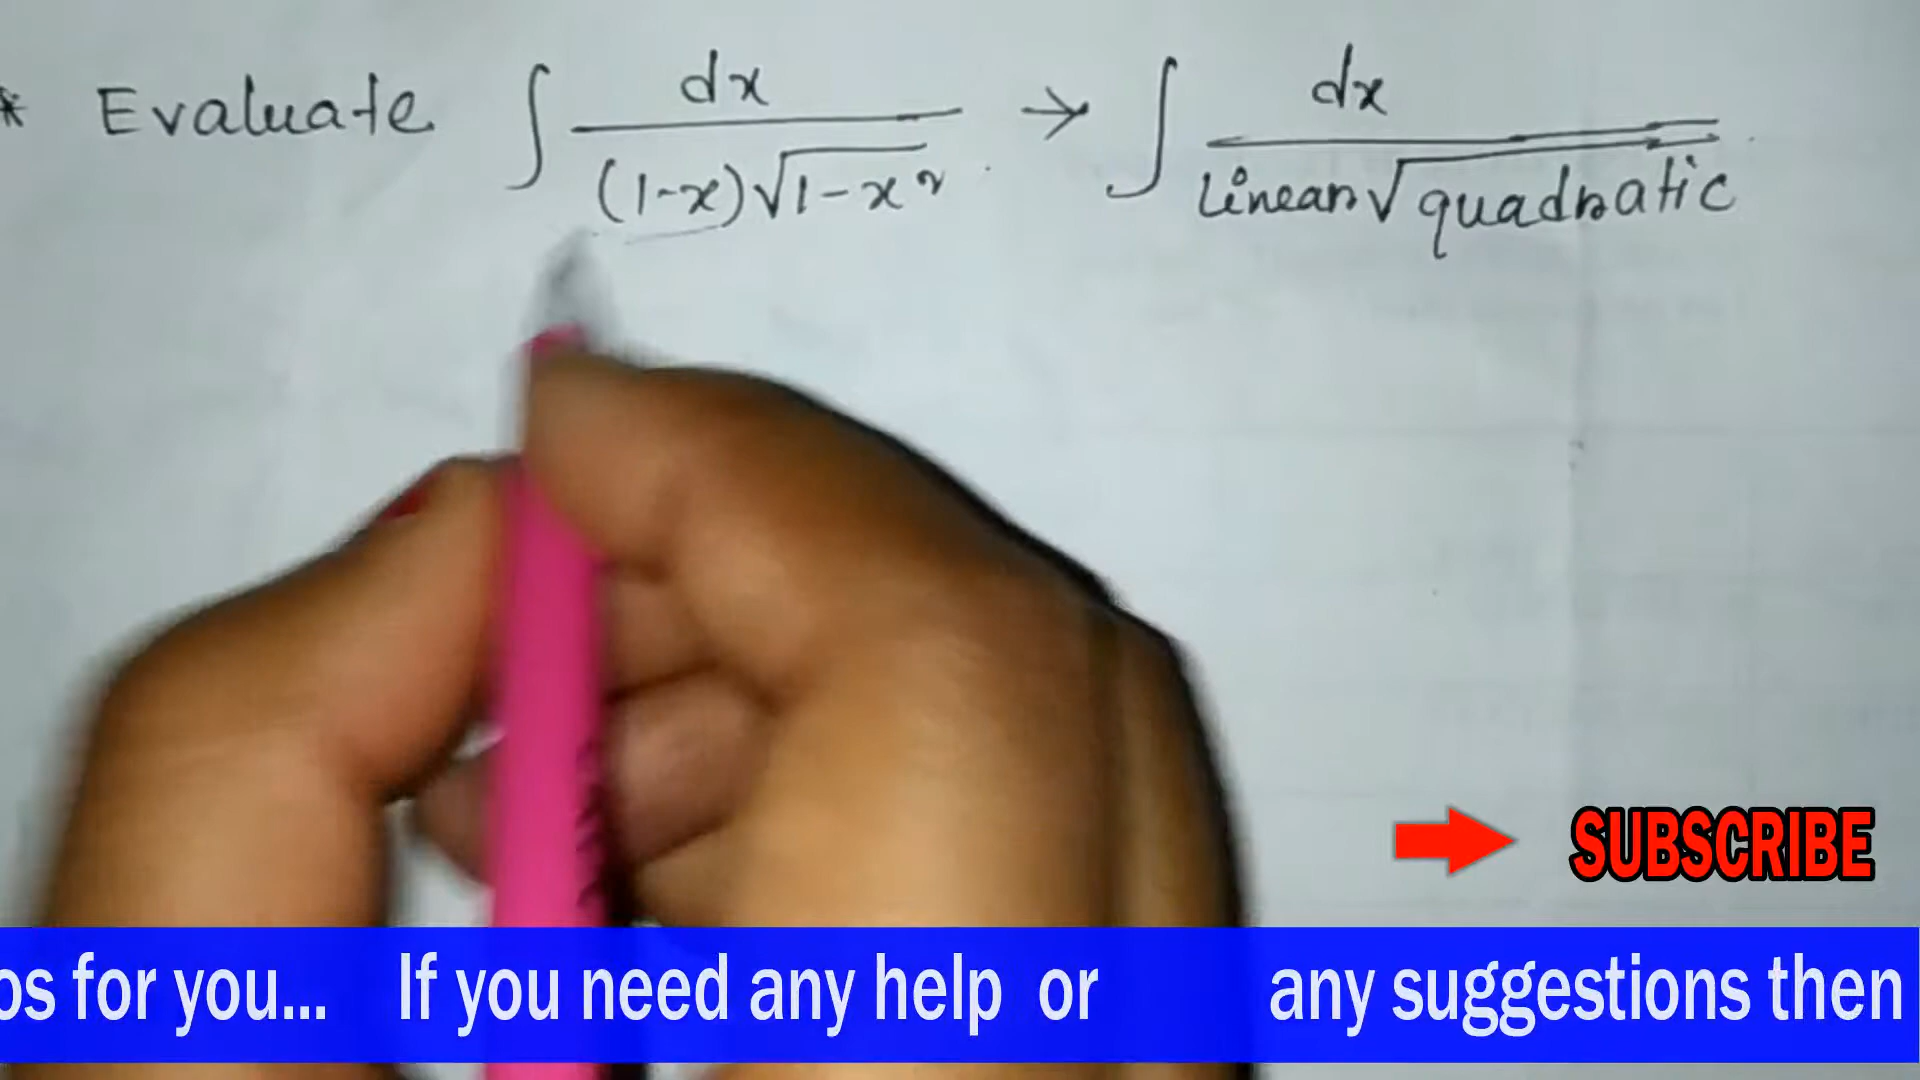 * Evaluate ∫ dx / (1-x)√1-x² → ∫ dx / Linear√quadratic
SUBSCRIBE
os for you... If you need any help or any suggestions then